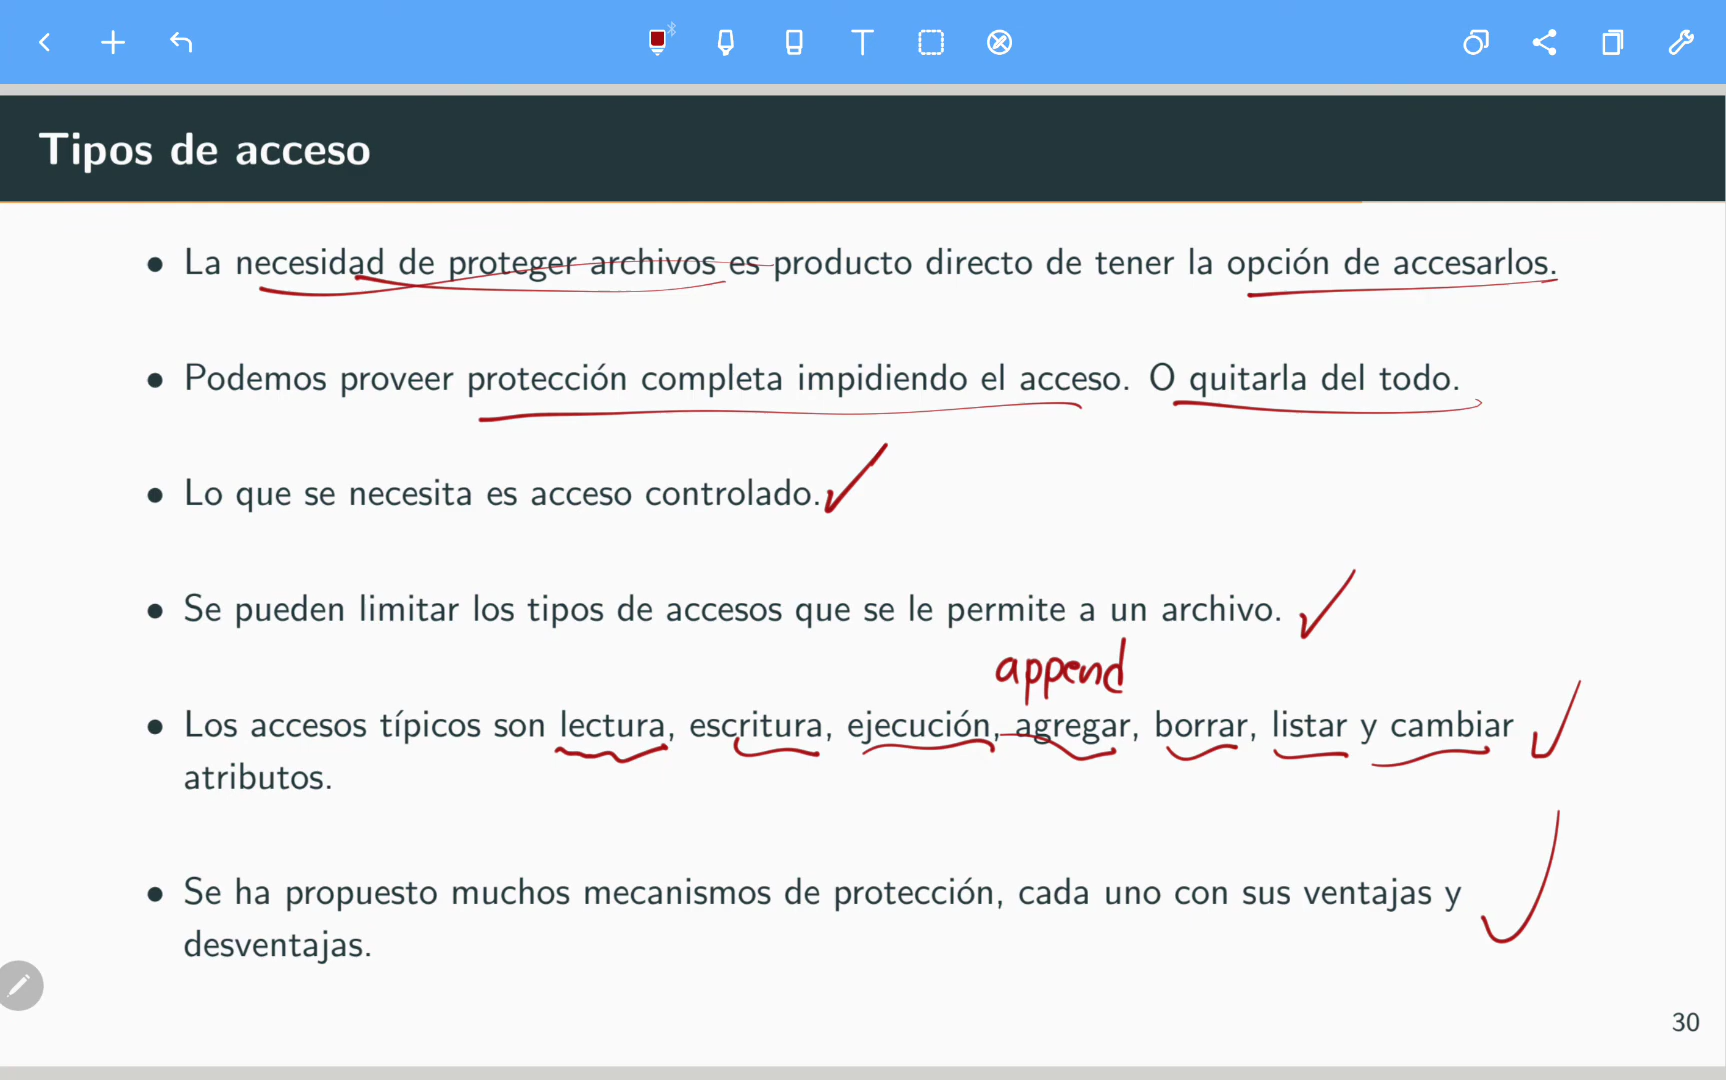 Tipos de acceso
• La necesidad de proteger archivos es producto directo de tener la opción de accesarlos.
• Podemos proveer protección completa impidiendo el acceso. O quitarla del todo.
• Lo que se necesita es acceso controlado.
• Se pueden limitar los tipos de accesos que se le permite a un archivo.
append
• Los accesos típicos son lectura, escritura, ejecución, agregar, borrar, listar y cambiar
atributos.
• Se ha propuesto muchos mecanismos de protección, cada uno con sus ventajas y
desventajas.
30